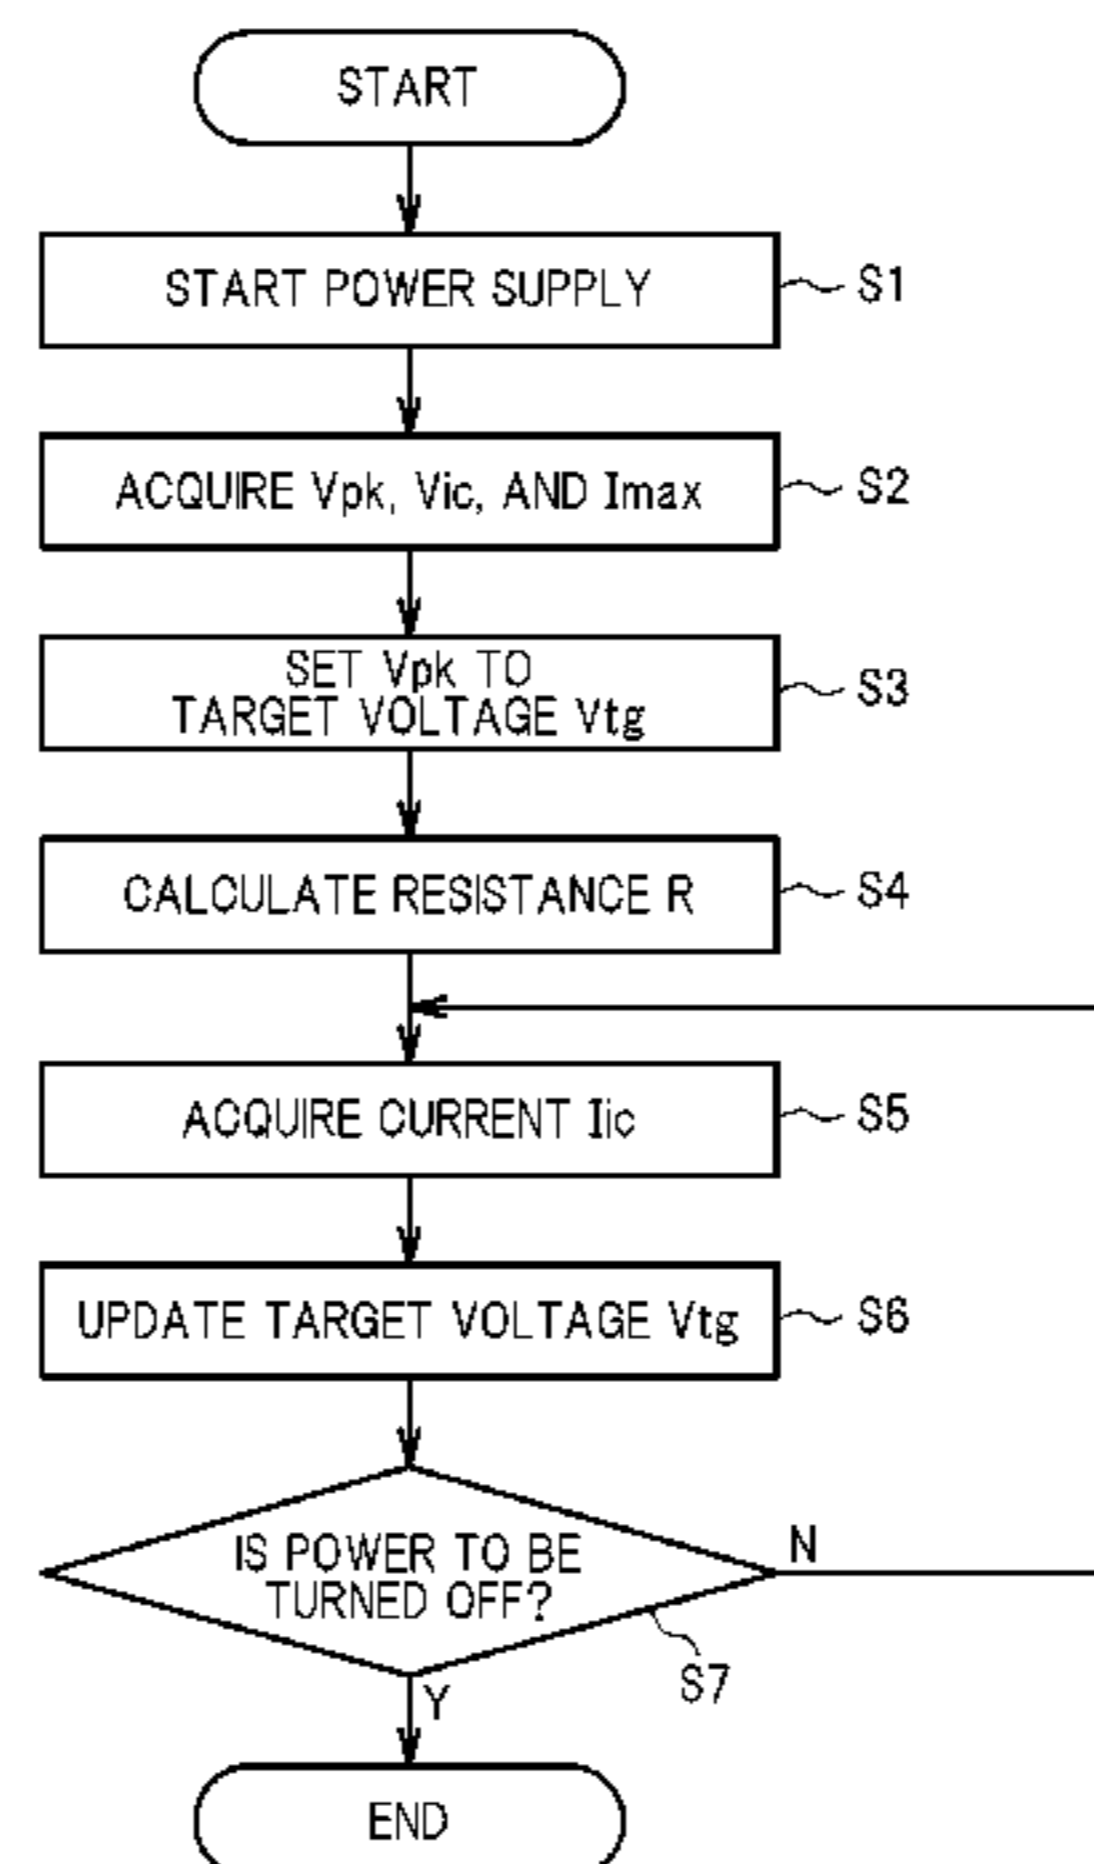 START
START POWER SUPPLY
S1
ACQUIRE Vpk, Vic, AND Imax
S2
SET Vpk TO
TARGET VOLTAGE Vtg
S3
CALCULATE RESISTANCE R
S4
ACQUIRE CURRENT Iic
S5
UPDATE TARGET VOLTAGE Vtg
S6
IS POWER TO BE
TURNED OFF?
N
S7
Y
END